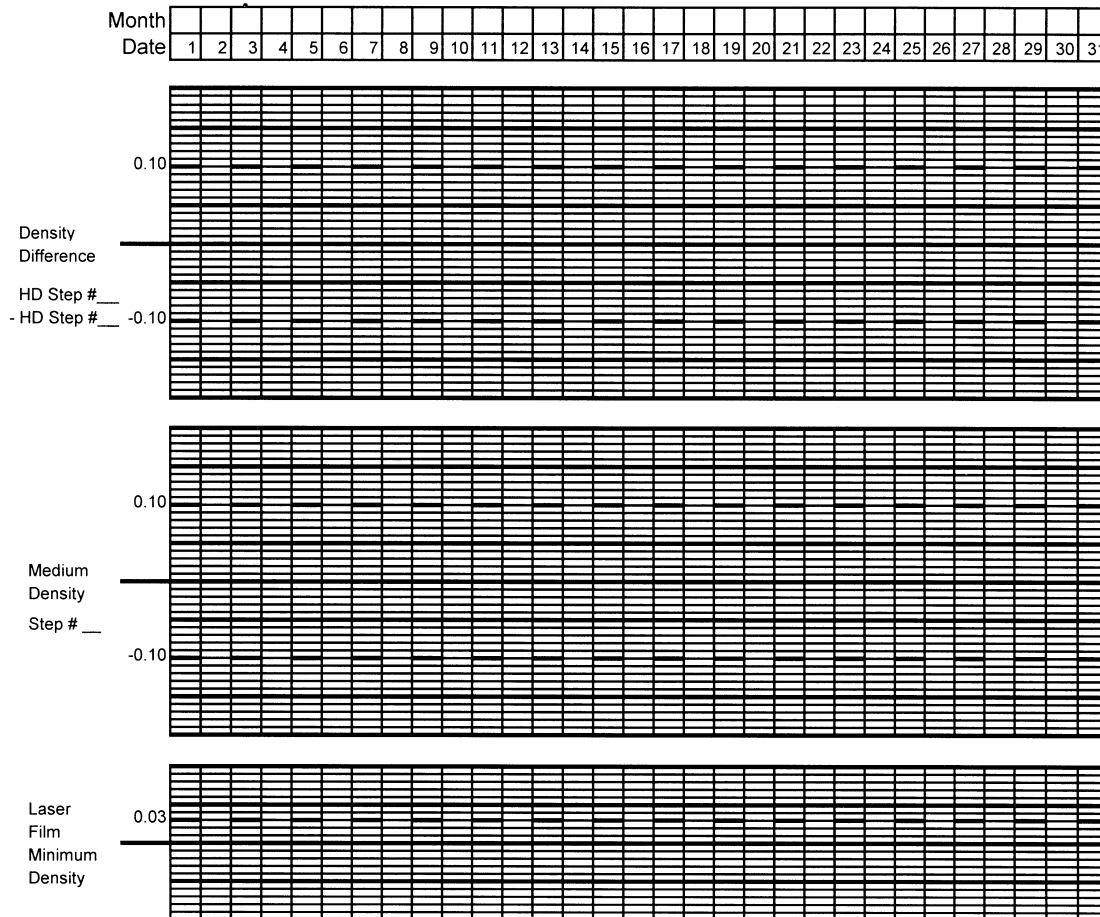 Month
Date 1 2 3 4 5 6 7 8 9 10 11 12 13 14 15 16 17 18 19 20 21 22 23 24 25 26 27 28 29 30 31
0.10
Density
Difference
HD Step #__
- HD Step #__ -0.10
0.10
Medium
Density
Step # __
-0.10
Laser
Film
Minimum
Density
0.03